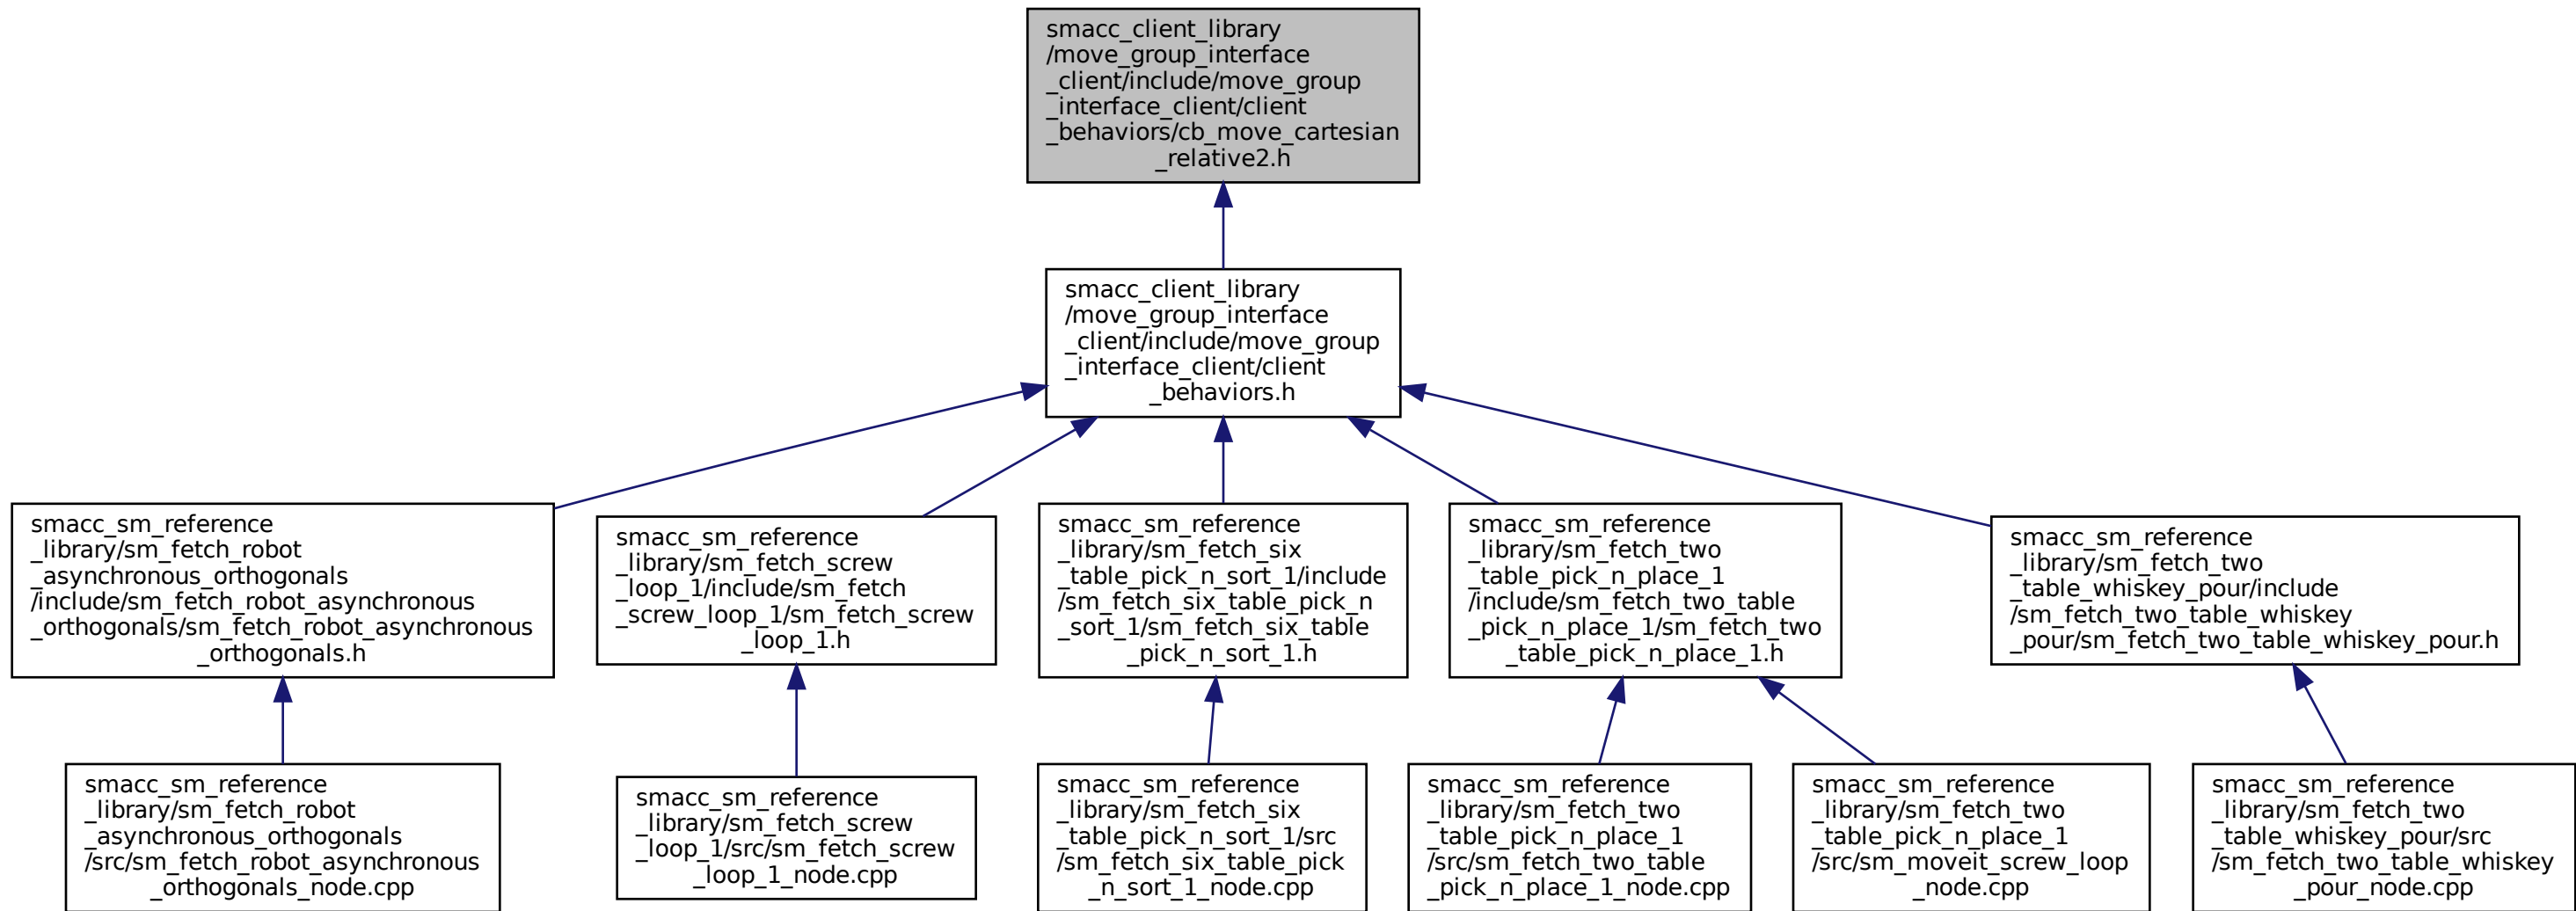 smacc_client_library
/move_group_interface
_client/include/move_group
_interface_client/client
_behaviors/cb_move_cartesian
_relative2.h
smacc_client_library
/move_group_interface
_client/include/move_group
_interface_client/client
_behaviors.h
smacc_sm_reference
_library/sm_fetch_robot
_asynchronous_orthogonals
/include/sm_fetch_robot_asynchronous
_orthogonals/sm_fetch_robot_asynchronous
_orthogonals.h
smacc_sm_reference
_library/sm_fetch_screw
_loop_1/include/sm_fetch
_screw_loop_1/sm_fetch_screw
_loop_1.h
smacc_sm_reference
_library/sm_fetch_six
_table_pick_n_sort_1/include
/sm_fetch_six_table_pick_n
_sort_1/sm_fetch_six_table
_pick_n_sort_1.h
smacc_sm_reference
_library/sm_fetch_two
_table_pick_n_place_1
/include/sm_fetch_two_table
_pick_n_place_1/sm_fetch_two
_table_pick_n_place_1.h
smacc_sm_reference
_library/sm_fetch_two
_table_whiskey_pour/include
/sm_fetch_two_table_whiskey
_pour/sm_fetch_two_table_whiskey_pour.h
smacc_sm_reference
_library/sm_fetch_robot
_asynchronous_orthogonals
/src/sm_fetch_robot_asynchronous
_orthogonals_node.cpp
smacc_sm_reference
_library/sm_fetch_screw
_loop_1/src/sm_fetch_screw
_loop_1_node.cpp
smacc_sm_reference
_library/sm_fetch_six
_table_pick_n_sort_1/src
/sm_fetch_six_table_pick
_n_sort_1_node.cpp
smacc_sm_reference
_library/sm_fetch_two
_table_pick_n_place_1
/src/sm_fetch_two_table
_pick_n_place_1_node.cpp
smacc_sm_reference
_library/sm_fetch_two
_table_pick_n_place_1
/src/sm_moveit_screw_loop
_node.cpp
smacc_sm_reference
_library/sm_fetch_two
_table_whiskey_pour/src
/sm_fetch_two_table_whiskey
_pour_node.cpp